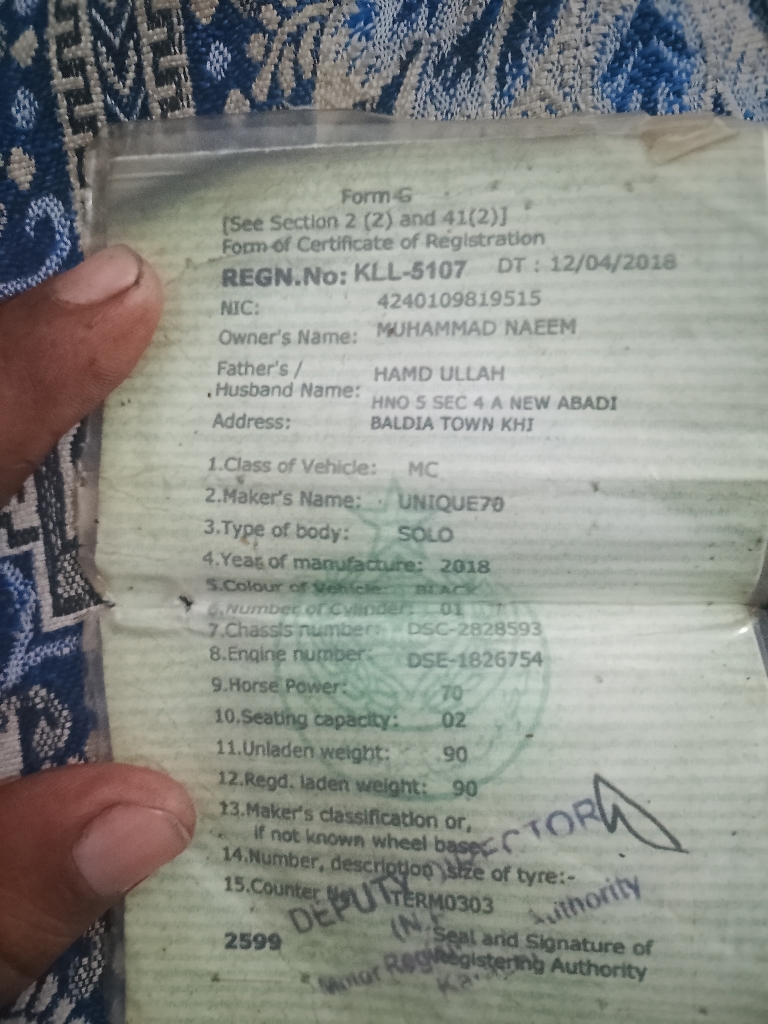 Form-G
[See Section 2 (2) and 41(2)]
Form of Certificate of Registration
REGN.No: KLL-5107 DT : 12/04/2018
NIC: 4240109819515
Owner's Name: MUHAMMAD NAEEM
Father's /
Husband Name: HAMD ULLAH
Address: HNO 5 SEC 4 A NEW ABADI
BALDIA TOWN KHI
1.Class of Vehicle: MC
2.Maker's Name: UNIQUE70
3.Type of body: SOLO
4.Year of manufacture: 2018
5.Colour of Vehicle: BLACK
6.Number of Cylinder: 01
7.Chassis number: DSC-2828593
8.Engine number: DSE-1826754
9.Horse Power: 70
10.Seating capacity: 02
11.Unladen weight: 90
12.Regd. laden weight: 90
13.Maker's classification or,
if not known wheel base
14.Number, description size of tyre:-
15.Counter TERM0303
DEPUTY DIRECTOR
Authority
2599
Seal and Signature of
Registering Authority